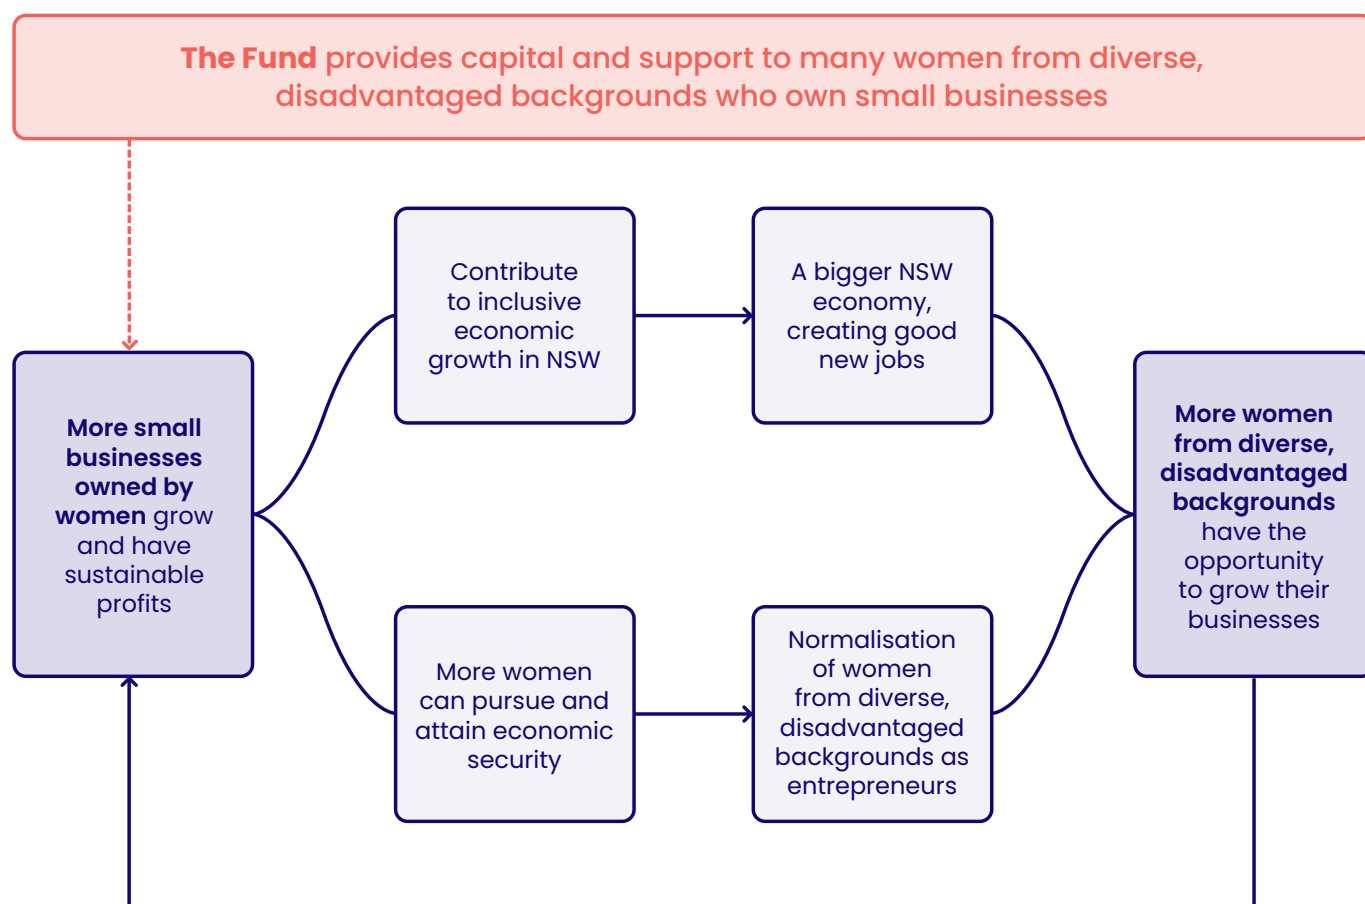 The Fund provides capital and support to many women from diverse,
disadvantaged backgrounds who own small businesses
More small
businesses
owned by
women grow
and have
sustainable
profits
Contribute
to inclusive
economic
growth in NSW
A bigger NSW
economy,
creating good
new jobs
More women
can pursue and
attain economic
security
Normalisation
of women
from diverse,
disadvantaged
backgrounds as
entrepreneurs
More women
from diverse,
disadvantaged
backgrounds
have the
opportunity
to grow their
businesses